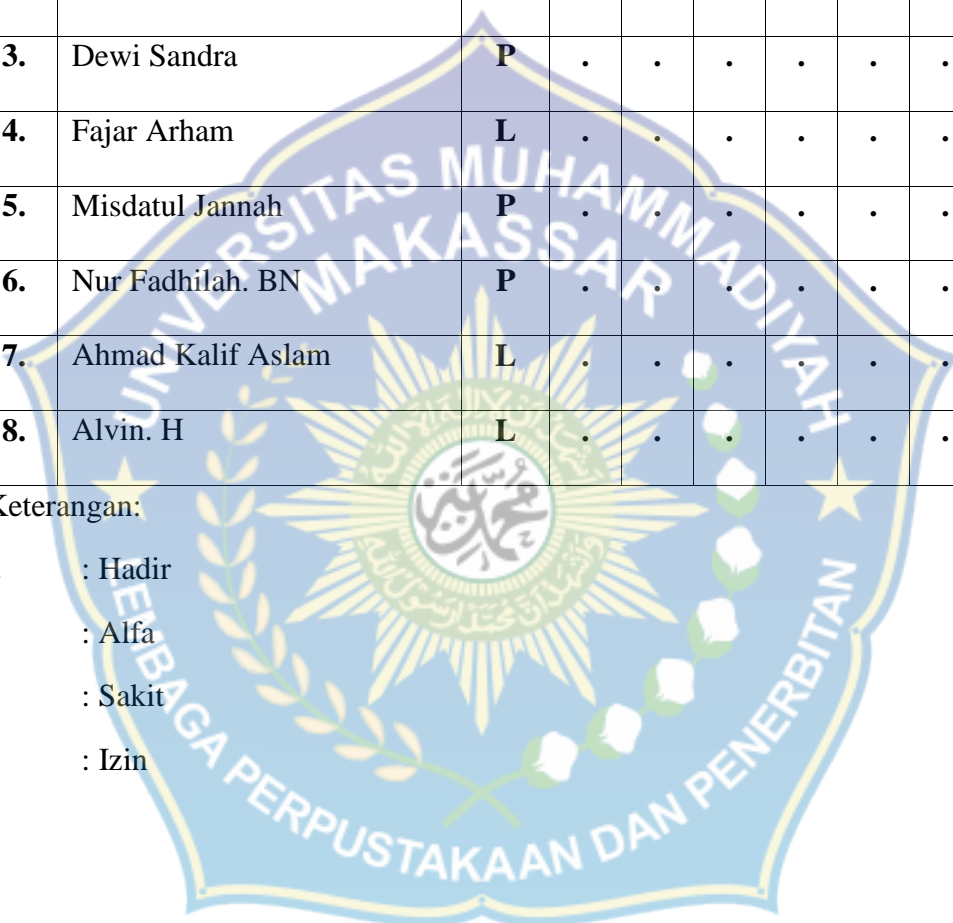 3. Dewi Sandra P . . . . . .
4. Fajar Arham L . . . . . .
5. Misdatul Jannah P . . . . . .
6. Nur Fadhilah. BN P . . . . . .
7. Ahmad Kalif Aslam L . . . . . .
8. Alvin. H L . . . . . .
Keterangan:
: Hadir
: Alfa
: Sakit
: Izin
UNIVERSITAS MUHAMMADIYAH
MAKASSAR
LEMBAGA PERPUSTAKAAN DAN PENERBITAN